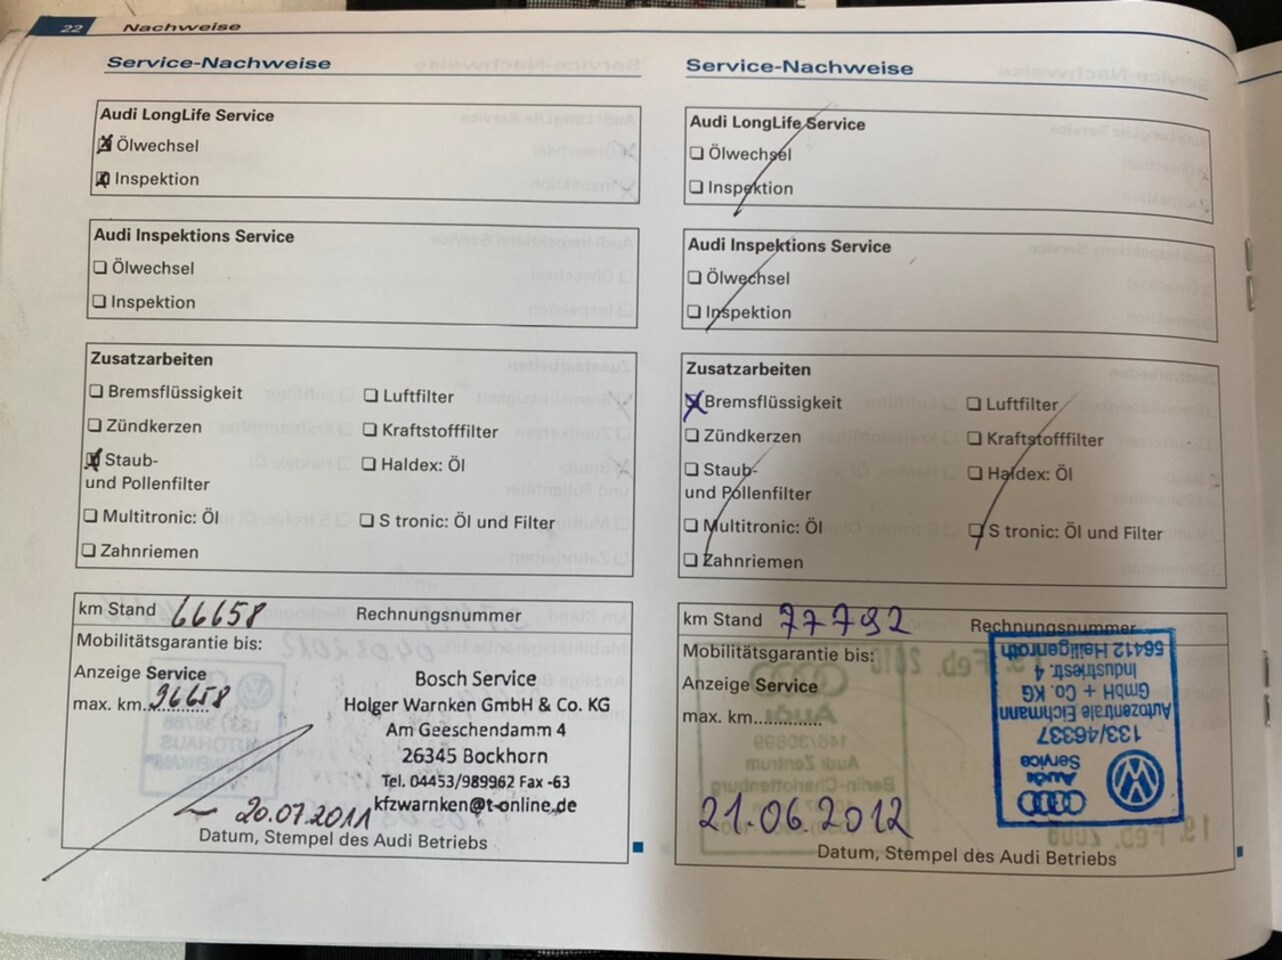 22 Nachweise
Service-Nachweise
Audi LongLife Service
Ölwechsel
Inspektion
Audi Inspektions Service
Ölwechsel
Inspektion
Zusatzarbeiten
Bremsflüssigkeit Luftfilter
Zündkerzen Kraftstofffilter
Staub- Haldex: Öl
und Pollenfilter
Multitronic: Öl S tronic: Öl und Filter
Zahnriemen
km Stand 66658 Rechnungsnummer
Mobilitätsgarantie bis:
Anzeige Service
max. km 96658
Bosch Service
Holger Warnken GmbH & Co. KG
Am Geeschendamm 4
26345 Bockhorn
Tel. 04453/989962 Fax -63
kfzwarnken@t-online.de
20.07.2011
Datum, Stempel des Audi Betriebs
Service-Nachweise
Audi LongLife Service
Ölwechsel
Inspektion
Audi Inspektions Service
Ölwechsel
Inspektion
Zusatzarbeiten
Bremsflüssigkeit Luftfilter
Zündkerzen Kraftstofffilter
Staub- Haldex: Öl
und Pollenfilter
Multitronic: Öl S tronic: Öl und Filter
Zahnriemen
km Stand 77792 Rechnungsnummer
Mobilitätsgarantie bis:
Anzeige Service
max. km.............
Audi
Service
133/46337
Autozentrale Eichmann
GmbH + Co. KG
Industriestr. 4
56412 Heiligenroth
21.06.2012
Datum, Stempel des Audi Betriebs